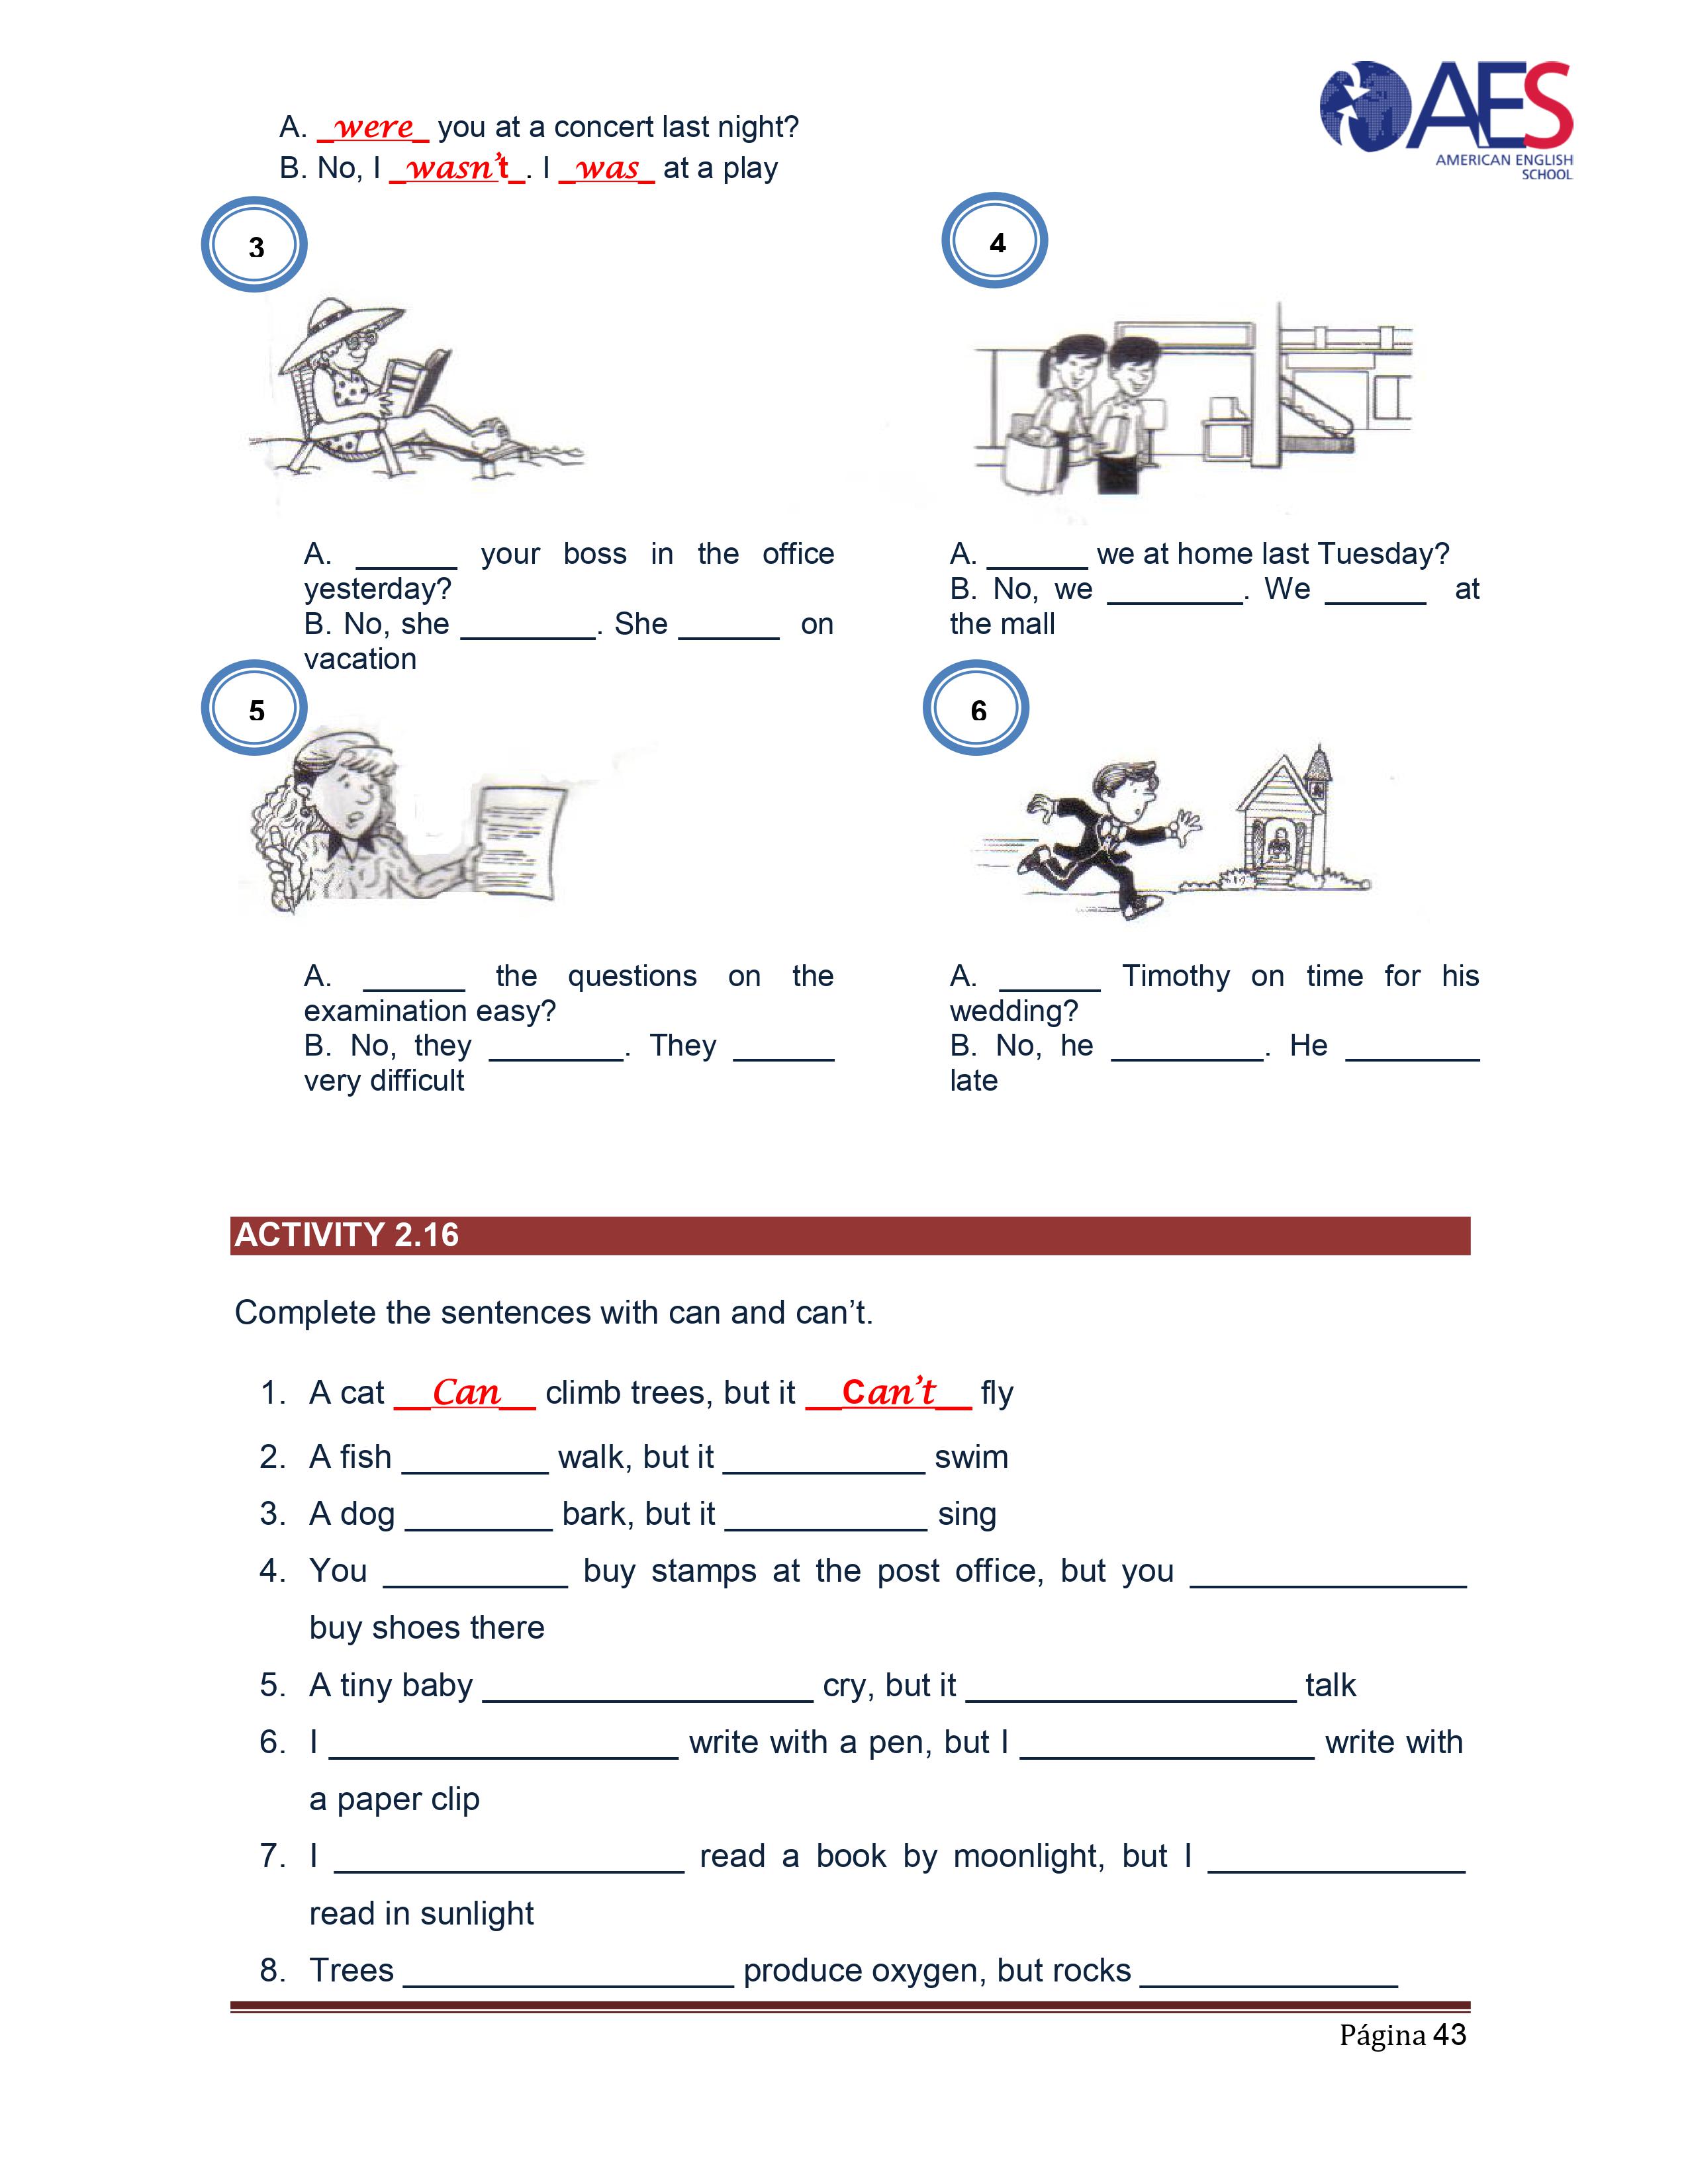 AES
AMERICAN ENGLISH
SCHOOL
A. _were_ you at a concert last night?
B. No, I _wasn't_. I _was_ at a play
3
A. ______ your boss in the office
yesterday?
B. No, she ________. She ______ on
vacation
4
A. ______ we at home last Tuesday?
B. No, we ________. We ______ at
the mall
5
A. ______ the questions on the
examination easy?
B. No, they ________. They ______
very difficult
6
A. ______ Timothy on time for his
wedding?
B. No, he _________. He ________
late
ACTIVITY 2.16
Complete the sentences with can and can't.
1. A cat __Can__ climb trees, but it __Can't__ fly
2. A fish ________ walk, but it ___________ swim
3. A dog ________ bark, but it ___________ sing
4. You __________ buy stamps at the post office, but you _______________
buy shoes there
5. A tiny baby __________________ cry, but it __________________ talk
6. I ___________________ write with a pen, but I ________________ write with
a paper clip
7. I ___________________ read a book by moonlight, but I ______________
read in sunlight
8. Trees __________________ produce oxygen, but rocks ______________
Página 43